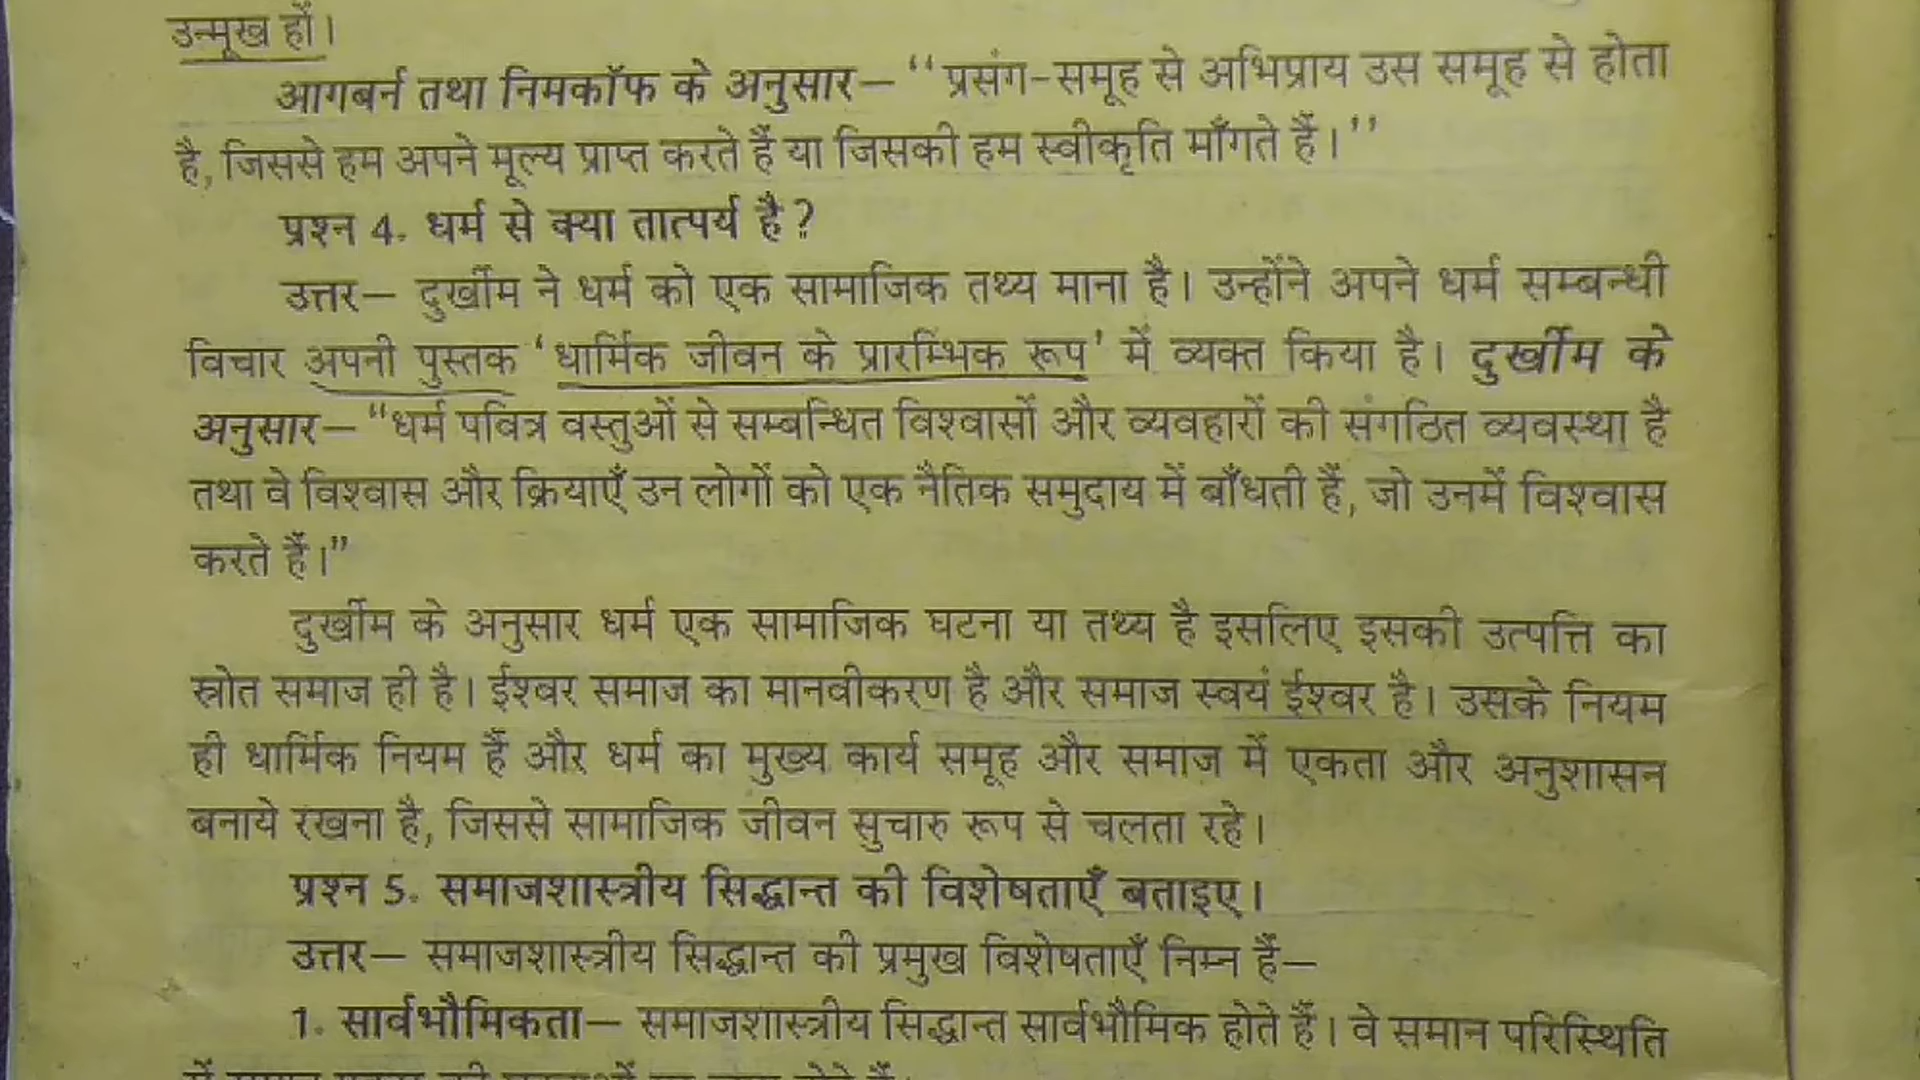 उन्मूख हों।
आगबर्न तथा निमकॉफ के अनुसार— ‘‘प्रसंग-समूह से अभिप्राय उस समूह से होता
है, जिससे हम अपने मूल्य प्राप्त करते हैं या जिसकी हम स्वीकृति माँगते हैं।’’
प्रश्न 4. धर्म से क्या तात्पर्य है?
उत्तर— दुर्खीम ने धर्म को एक सामाजिक तथ्य माना है। उन्होंने अपने धर्म सम्बन्धी
विचार अपनी पुस्तक ‘धार्मिक जीवन के प्रारम्भिक रूप’ में व्यक्त किया है। दुर्खीम के
अनुसार— “धर्म पवित्र वस्तुओं से सम्बन्धित विश्वासों और व्यवहारों की संगठित व्यवस्था है
तथा वे विश्वास और क्रियाएँ उन लोगों को एक नैतिक समुदाय में बाँधती हैं, जो उनमें विश्वास
करते हैं।”
दुर्खीम के अनुसार धर्म एक सामाजिक घटना या तथ्य है इसलिए इसकी उत्पत्ति का
स्रोत समाज ही है। ईश्वर समाज का मानवीकरण है और समाज स्वयं ईश्वर है। उसके नियम
ही धार्मिक नियम हैं और धर्म का मुख्य कार्य समूह और समाज में एकता और अनुशासन
बनाये रखना है, जिससे सामाजिक जीवन सुचारु रूप से चलता रहे।
प्रश्न 5. समाजशास्त्रीय सिद्धान्त की विशेषताएँ बताइए।
उत्तर— समाजशास्त्रीय सिद्धान्त की प्रमुख विशेषताएँ निम्न हैं—
1. सार्वभौमिकता— समाजशास्त्रीय सिद्धान्त सार्वभौमिक होते हैं। वे समान परिस्थिति